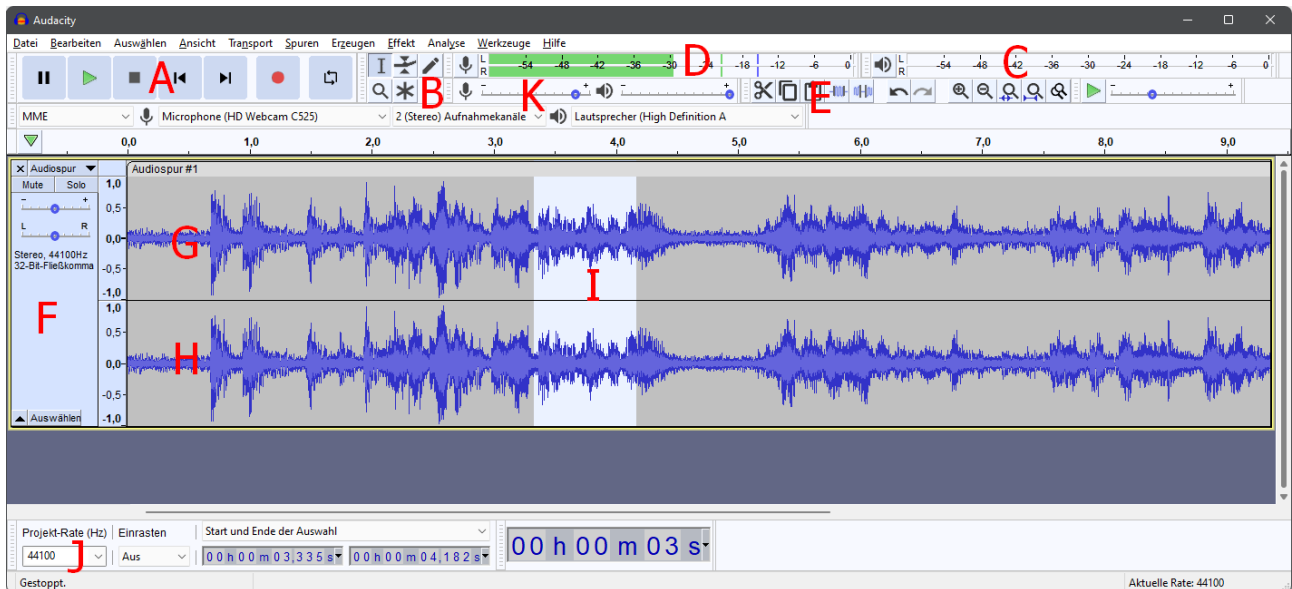 Audacity
Datei Bearbeiten Auswählen Ansicht Transport Spuren Erzeugen Effekt Analyse Werkzeuge Hilfe
A
B
L
R
-54 -48 -42 -36 -30 -24 -18 -12 -6 0
D
L
R
-54 -48 -42 -36 -30 -24 -18 -12 -6 0
C
- + K - +
E
- +
MME Microphone (HD Webcam C525) 2 (Stereo) Aufnahmekanäle Lautsprecher (High Definition A
0,0 1,0 2,0 3,0 4,0 5,0 6,0 7,0 8,0 9,0
Audiospur Audiospur #1
Mute Solo
- +
L R
Stereo, 44100Hz
32-Bit-Fließkomma
F
Auswählen
1,0
0,5
0,0
-0,5
-1,0
G
I
1,0
0,5
0,0
-0,5
-1,0
H
Projekt-Rate (Hz) Einrasten Start und Ende der Auswahl
44100 J Aus 00 h 00 m 03,335 s 00 h 00 m 04,182 s
00 h 00 m 03 s
Gestoppt. Aktuelle Rate: 44100